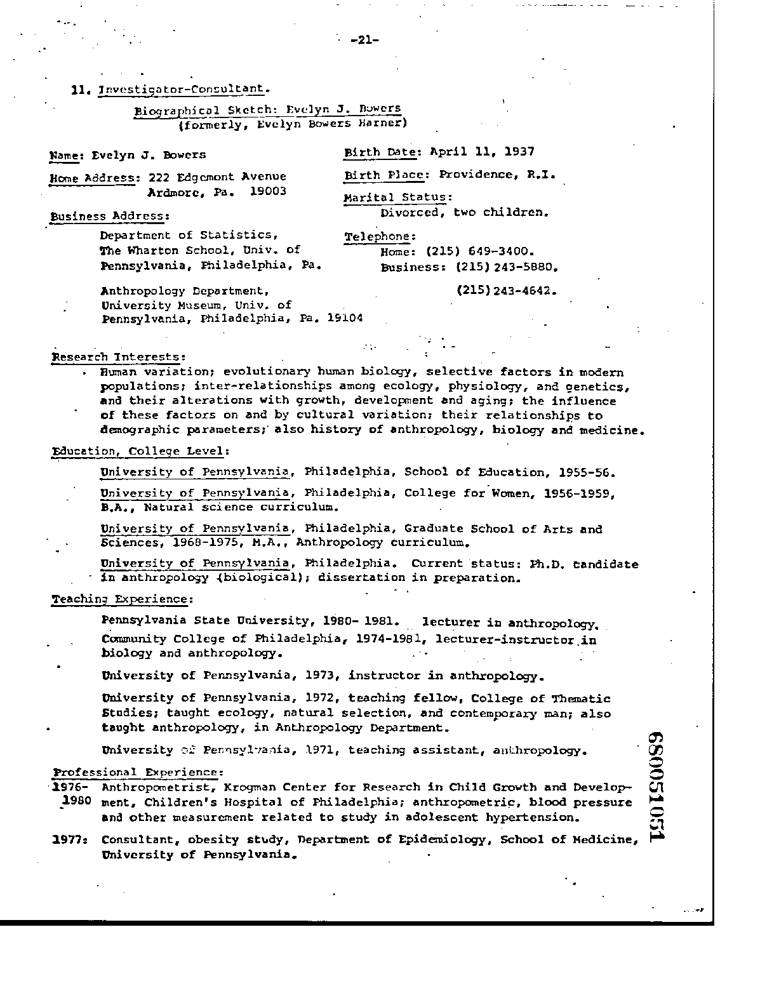 -21-
11. Investigator-Consultant.
Biographical Sketch: Evelyn J. Bowers
(formerly, Evelyn Bowers Harner)
Name: Evelyn J. Bowers
Home Address: 222 Edgemont Avenue
Ardmore, Pa. 19003
Business Address:
Department of Statistics,
The Wharton School, Univ. of
Pennsylvania, Philadelphia, Pa.
Anthropology Department,
University Museum, Univ. of
Pennsylvania, Philadelphia, Pa. 19104
Birth Date: April 11, 1937
Birth Place: Providence, R.I.
Marital Status:
Divorced, two children.
Telephone:
Home: (215) 649-3400.
Business: (215) 243-5880.
(215) 243-4642.
Research Interests:
Human variation; evolutionary human biology, selective factors in modern
populations; inter-relationships among ecology, physiology, and genetics,
and their alterations with growth, development and aging; the influence
of these factors on and by cultural variation; their relationships to
demographic parameters; also history of anthropology, biology and medicine.
Education, College Level:
University of Pennsylvania, Philadelphia, School of Education, 1955-56.
University of Pennsylvania, Philadelphia, College for Women, 1956-1959,
B.A., Natural science curriculum.
University of Pennsylvania, Philadelphia, Graduate School of Arts and
Sciences, 1968-1975, M.A., Anthropology curriculum.
University of Pennsylvania, Philadelphia. Current status: Ph.D. candidate
in anthropology (biological); dissertation in preparation.
Teaching Experience:
Pennsylvania State University, 1980- 1981. lecturer in anthropology.
Community College of Philadelphia, 1974-1981, lecturer-instructor in
biology and anthropology.
University of Pennsylvania, 1973, instructor in anthropology.
University of Pennsylvania, 1972, teaching fellow, College of Thematic
Studies; taught ecology, natural selection, and contemporary man; also
taught anthropology, in Anthropology Department.
University of Pennsylvania, 1971, teaching assistant, anthropology.
Professional Experience:
1976- Anthropometrist, Krogman Center for Research in Child Growth and Develop-
1980 ment, Children's Hospital of Philadelphia; anthropometric, blood pressure
and other measurement related to study in adolescent hypertension.
1977: Consultant, obesity study, Department of Epidemiology, School of Medicine,
University of Pennsylvania.
680051051